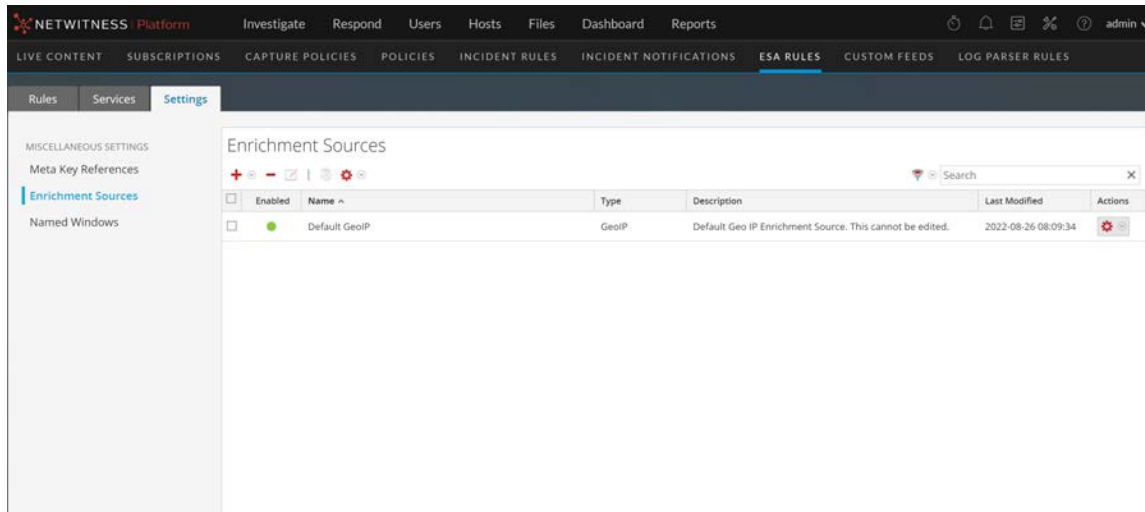 NETWITNESS Platform Investigate Respond Users Hosts Files Dashboard Reports admin
LIVE CONTENT SUBSCRIPTIONS CAPTURE POLICIES POLICIES INCIDENT RULES INCIDENT NOTIFICATIONS ESA RULES CUSTOM FEEDS LOG PARSER RULES
Rules Services Settings
MISCELLANEOUS SETTINGS
Meta Key References
Enrichment Sources
Named Windows
Enrichment Sources
Search
Enabled Name Type Description Last Modified Actions
Default GeoIP GeoIP Default Geo IP Enrichment Source. This cannot be edited. 2022-08-26 08:09:34